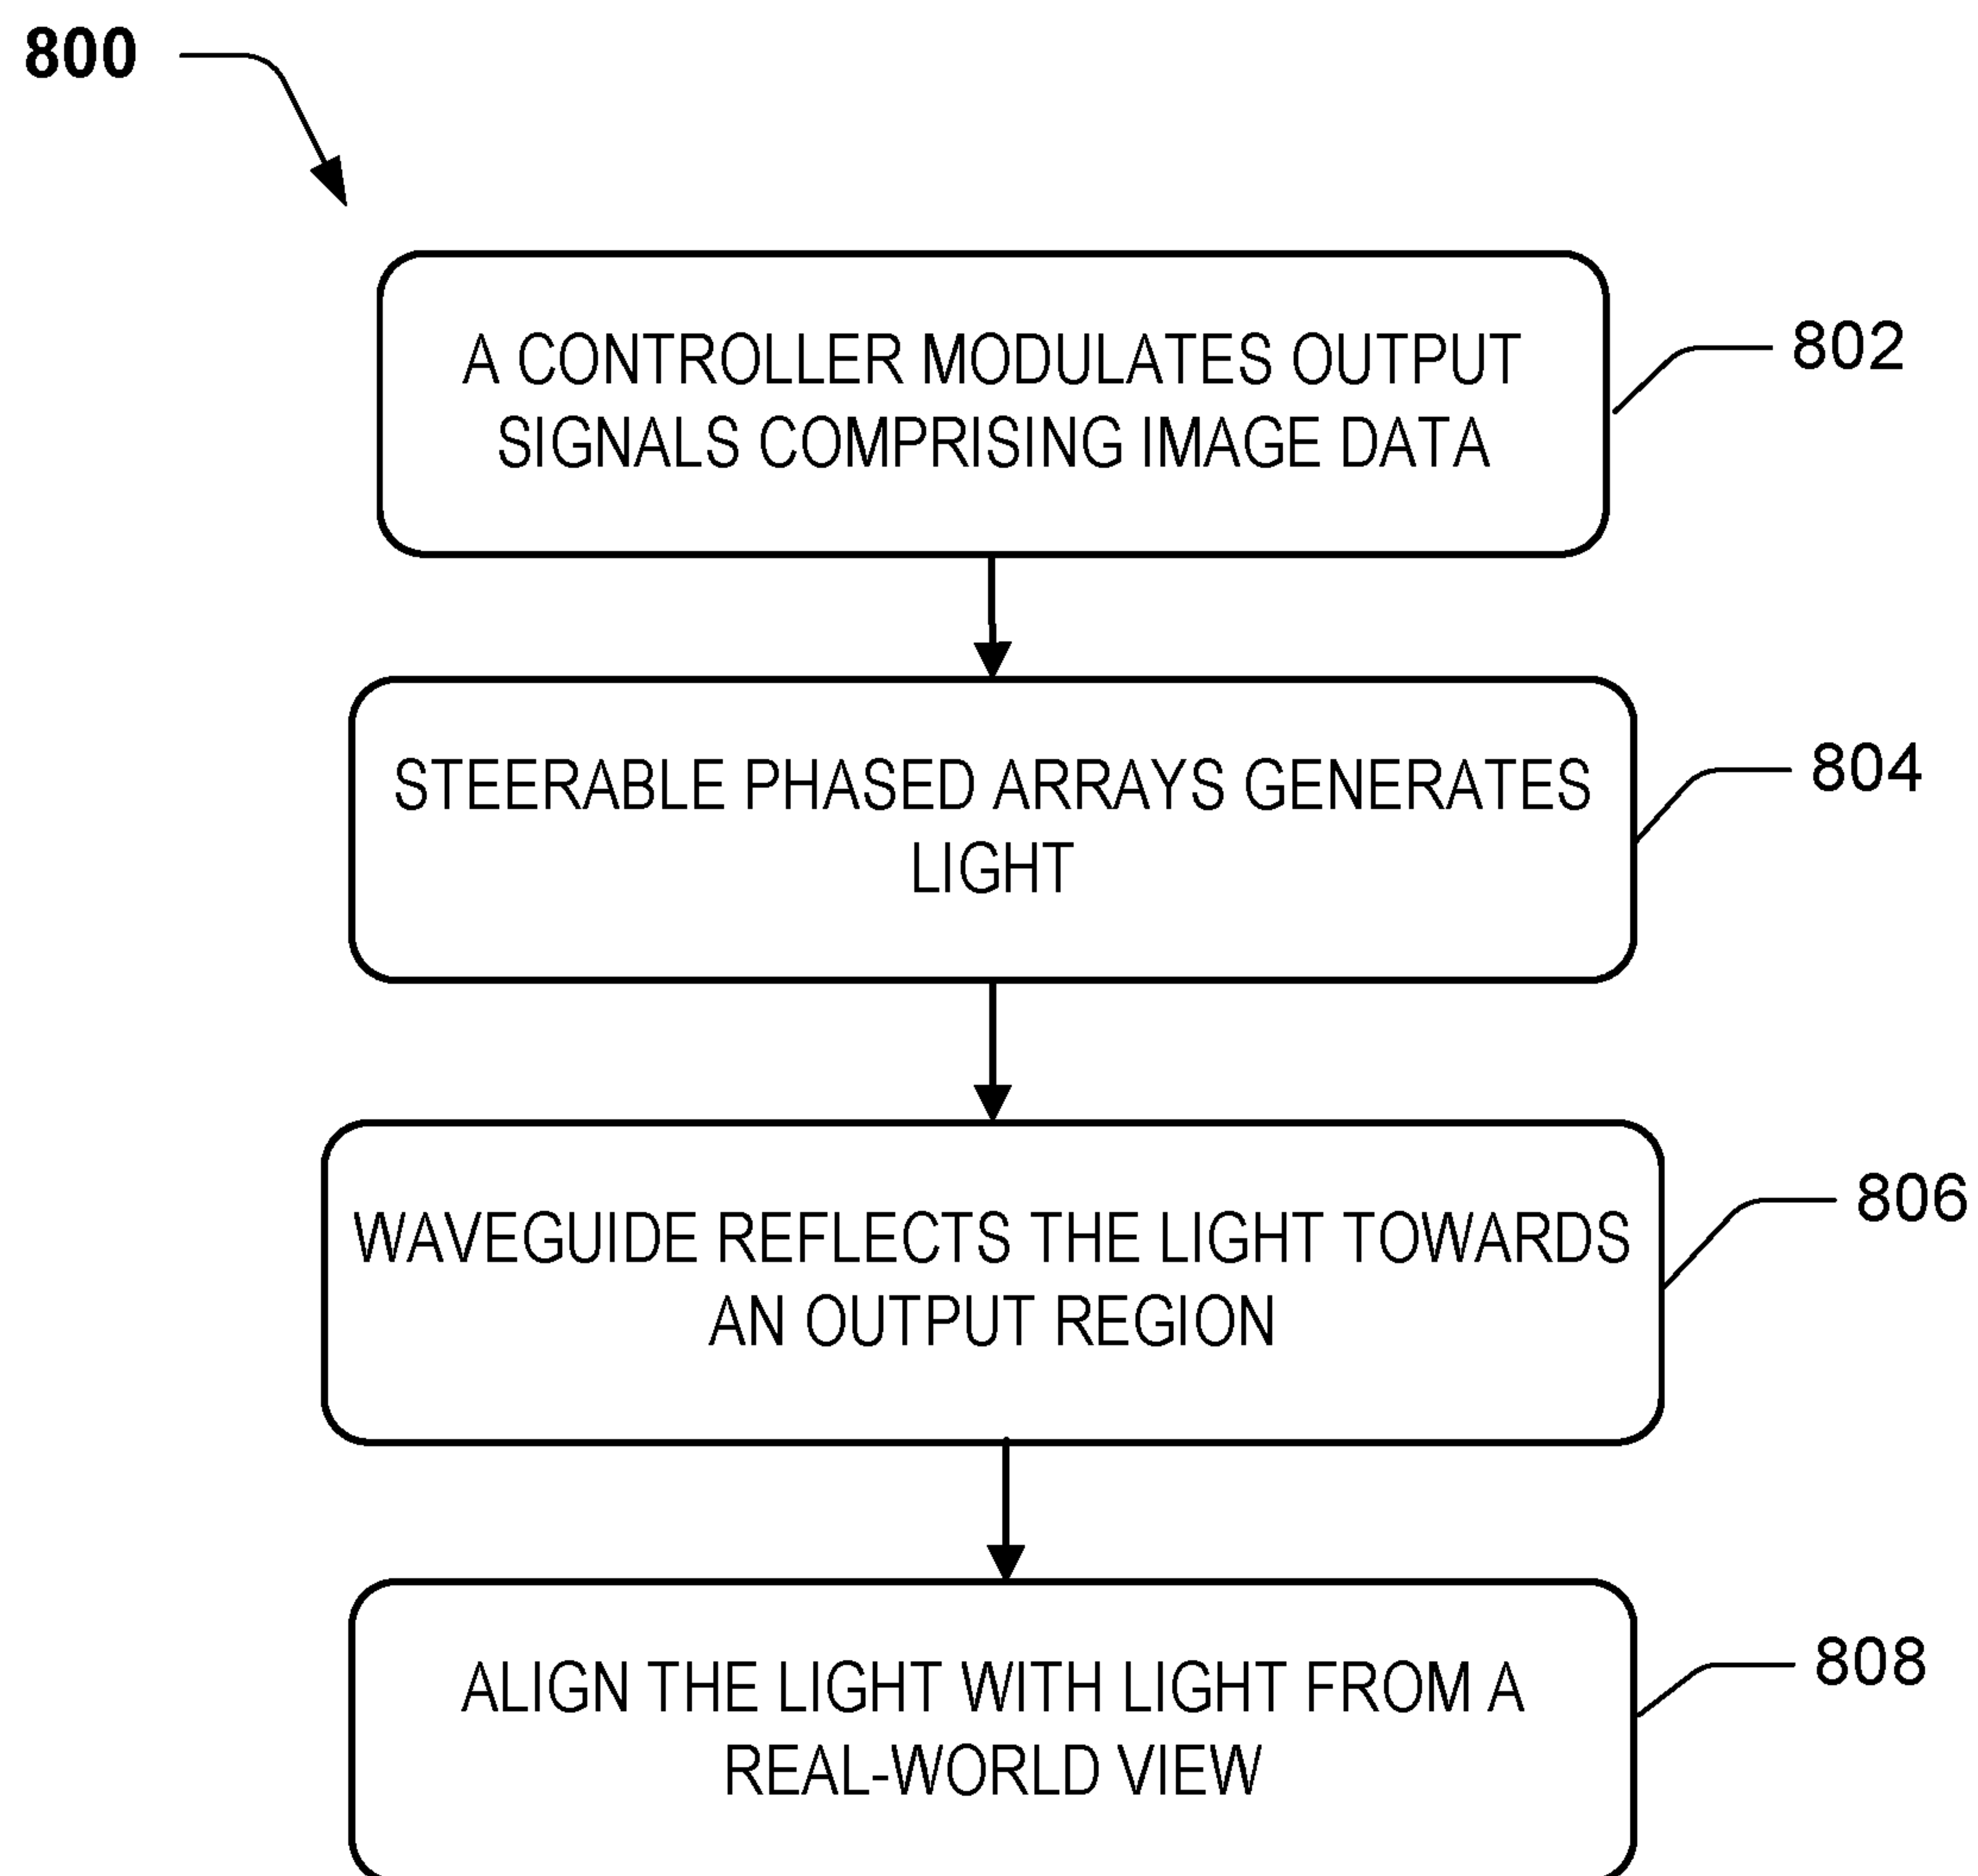 800
A CONTROLLER MODULATES OUTPUT
SIGNALS COMPRISING IMAGE DATA
802
STEERABLE PHASED ARRAYS GENERATES
LIGHT
804
WAVEGUIDE REFLECTS THE LIGHT TOWARDS
AN OUTPUT REGION
806
ALIGN THE LIGHT WITH LIGHT FROM A
REAL-WORLD VIEW
808